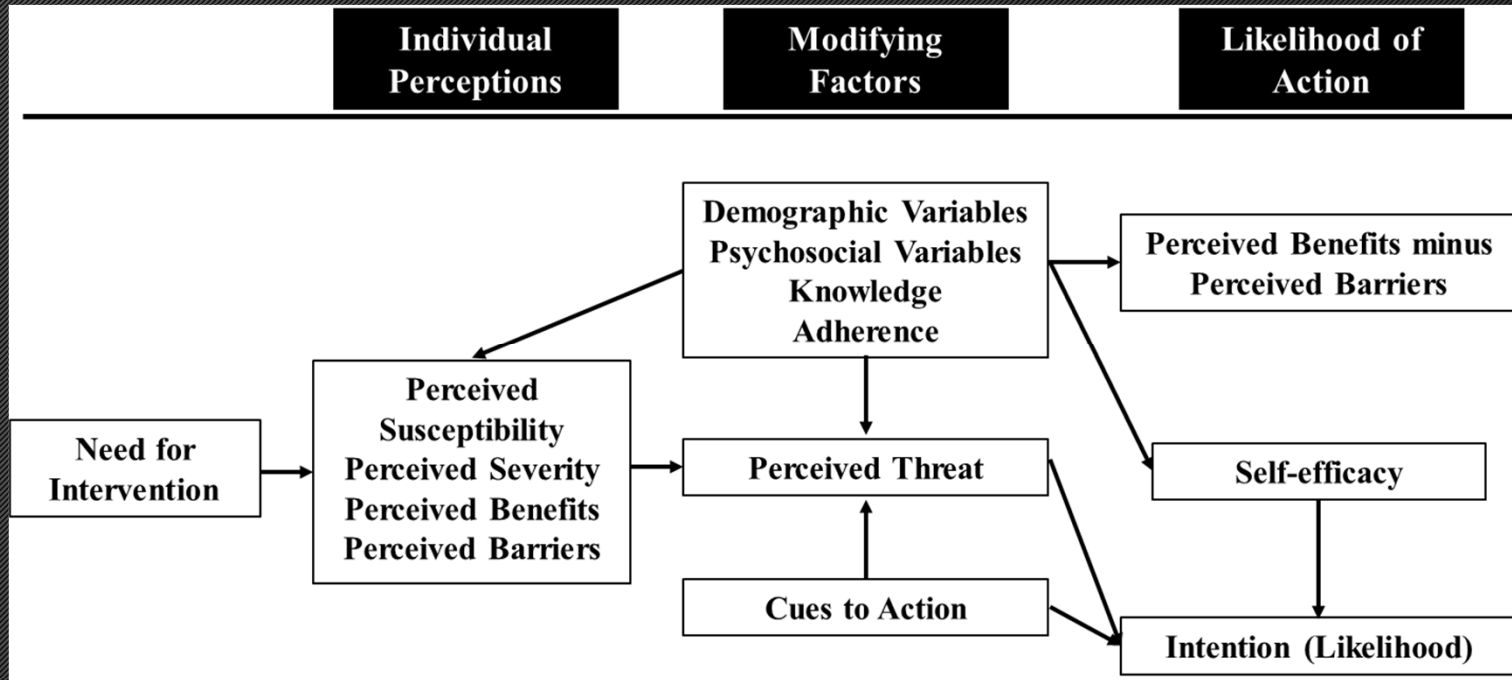 Individual
Perceptions
Modifying
Factors
Likelihood of
Action
Demographic Variables
Psychosocial Variables
Knowledge
Adherence
Perceived Benefits minus
Perceived Barriers
Need for
Intervention
Perceived
Susceptibility
Perceived Severity
Perceived Benefits
Perceived Barriers
Perceived Threat
Self-efficacy
Cues to Action
Intention (Likelihood)